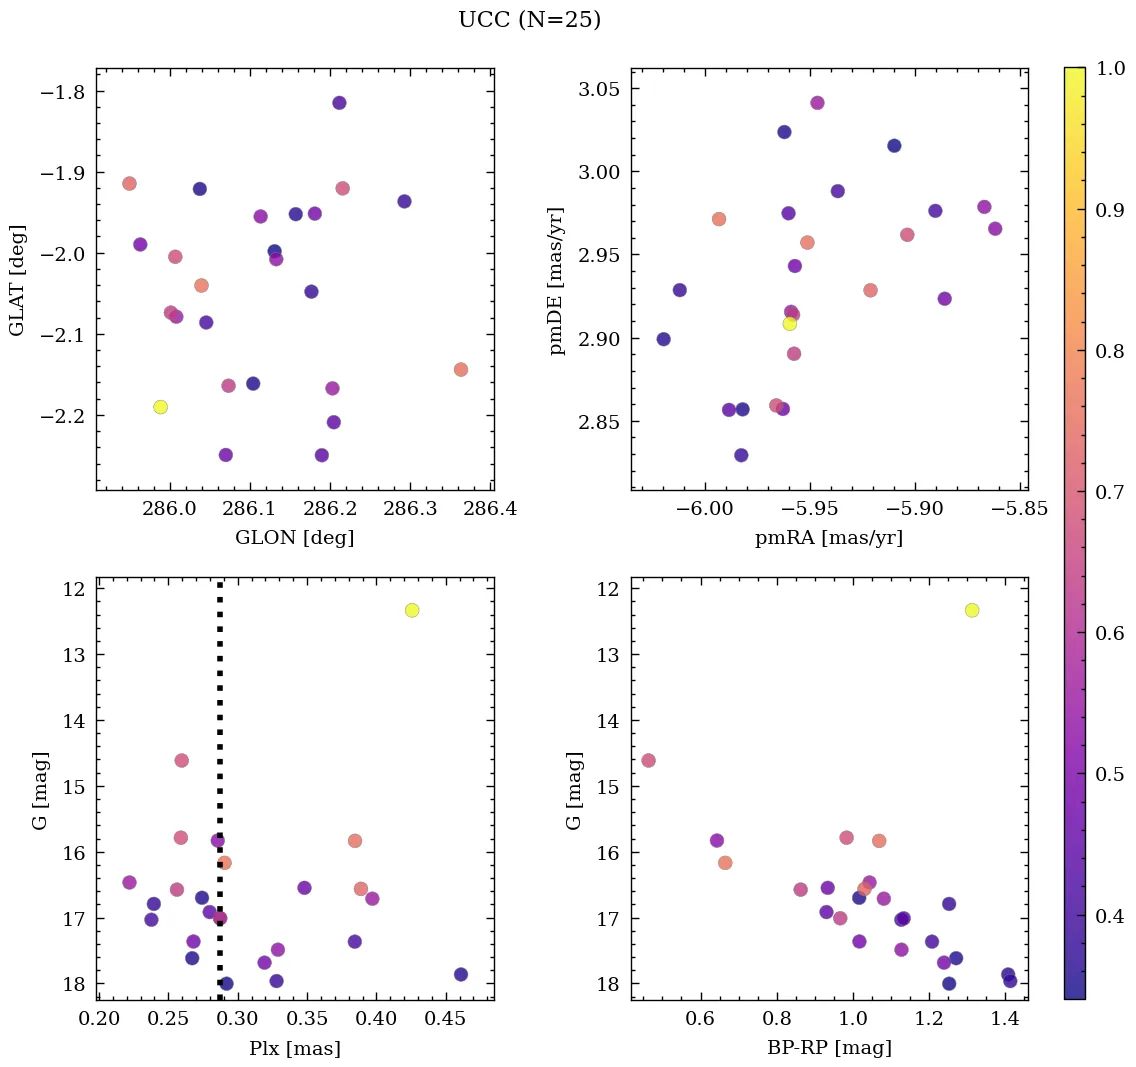 UCC (N=25)
−1.8
−1.9
−2.0
−2.1
−2.2
GLAT [deg]
286.0 286.1 286.2 286.3 286.4
GLON [deg]
3.05
3.00
2.95
2.90
2.85
pmDE [mas/yr]
−6.00 −5.95 −5.90 −5.85
pmRA [mas/yr]
12
13
14
15
16
17
18
G [mag]
0.20 0.25 0.30 0.35 0.40 0.45
Plx [mas]
12
13
14
15
16
17
18
G [mag]
0.6 0.8 1.0 1.2 1.4
BP-RP [mag]
1.0
0.9
0.8
0.7
0.6
0.5
0.4